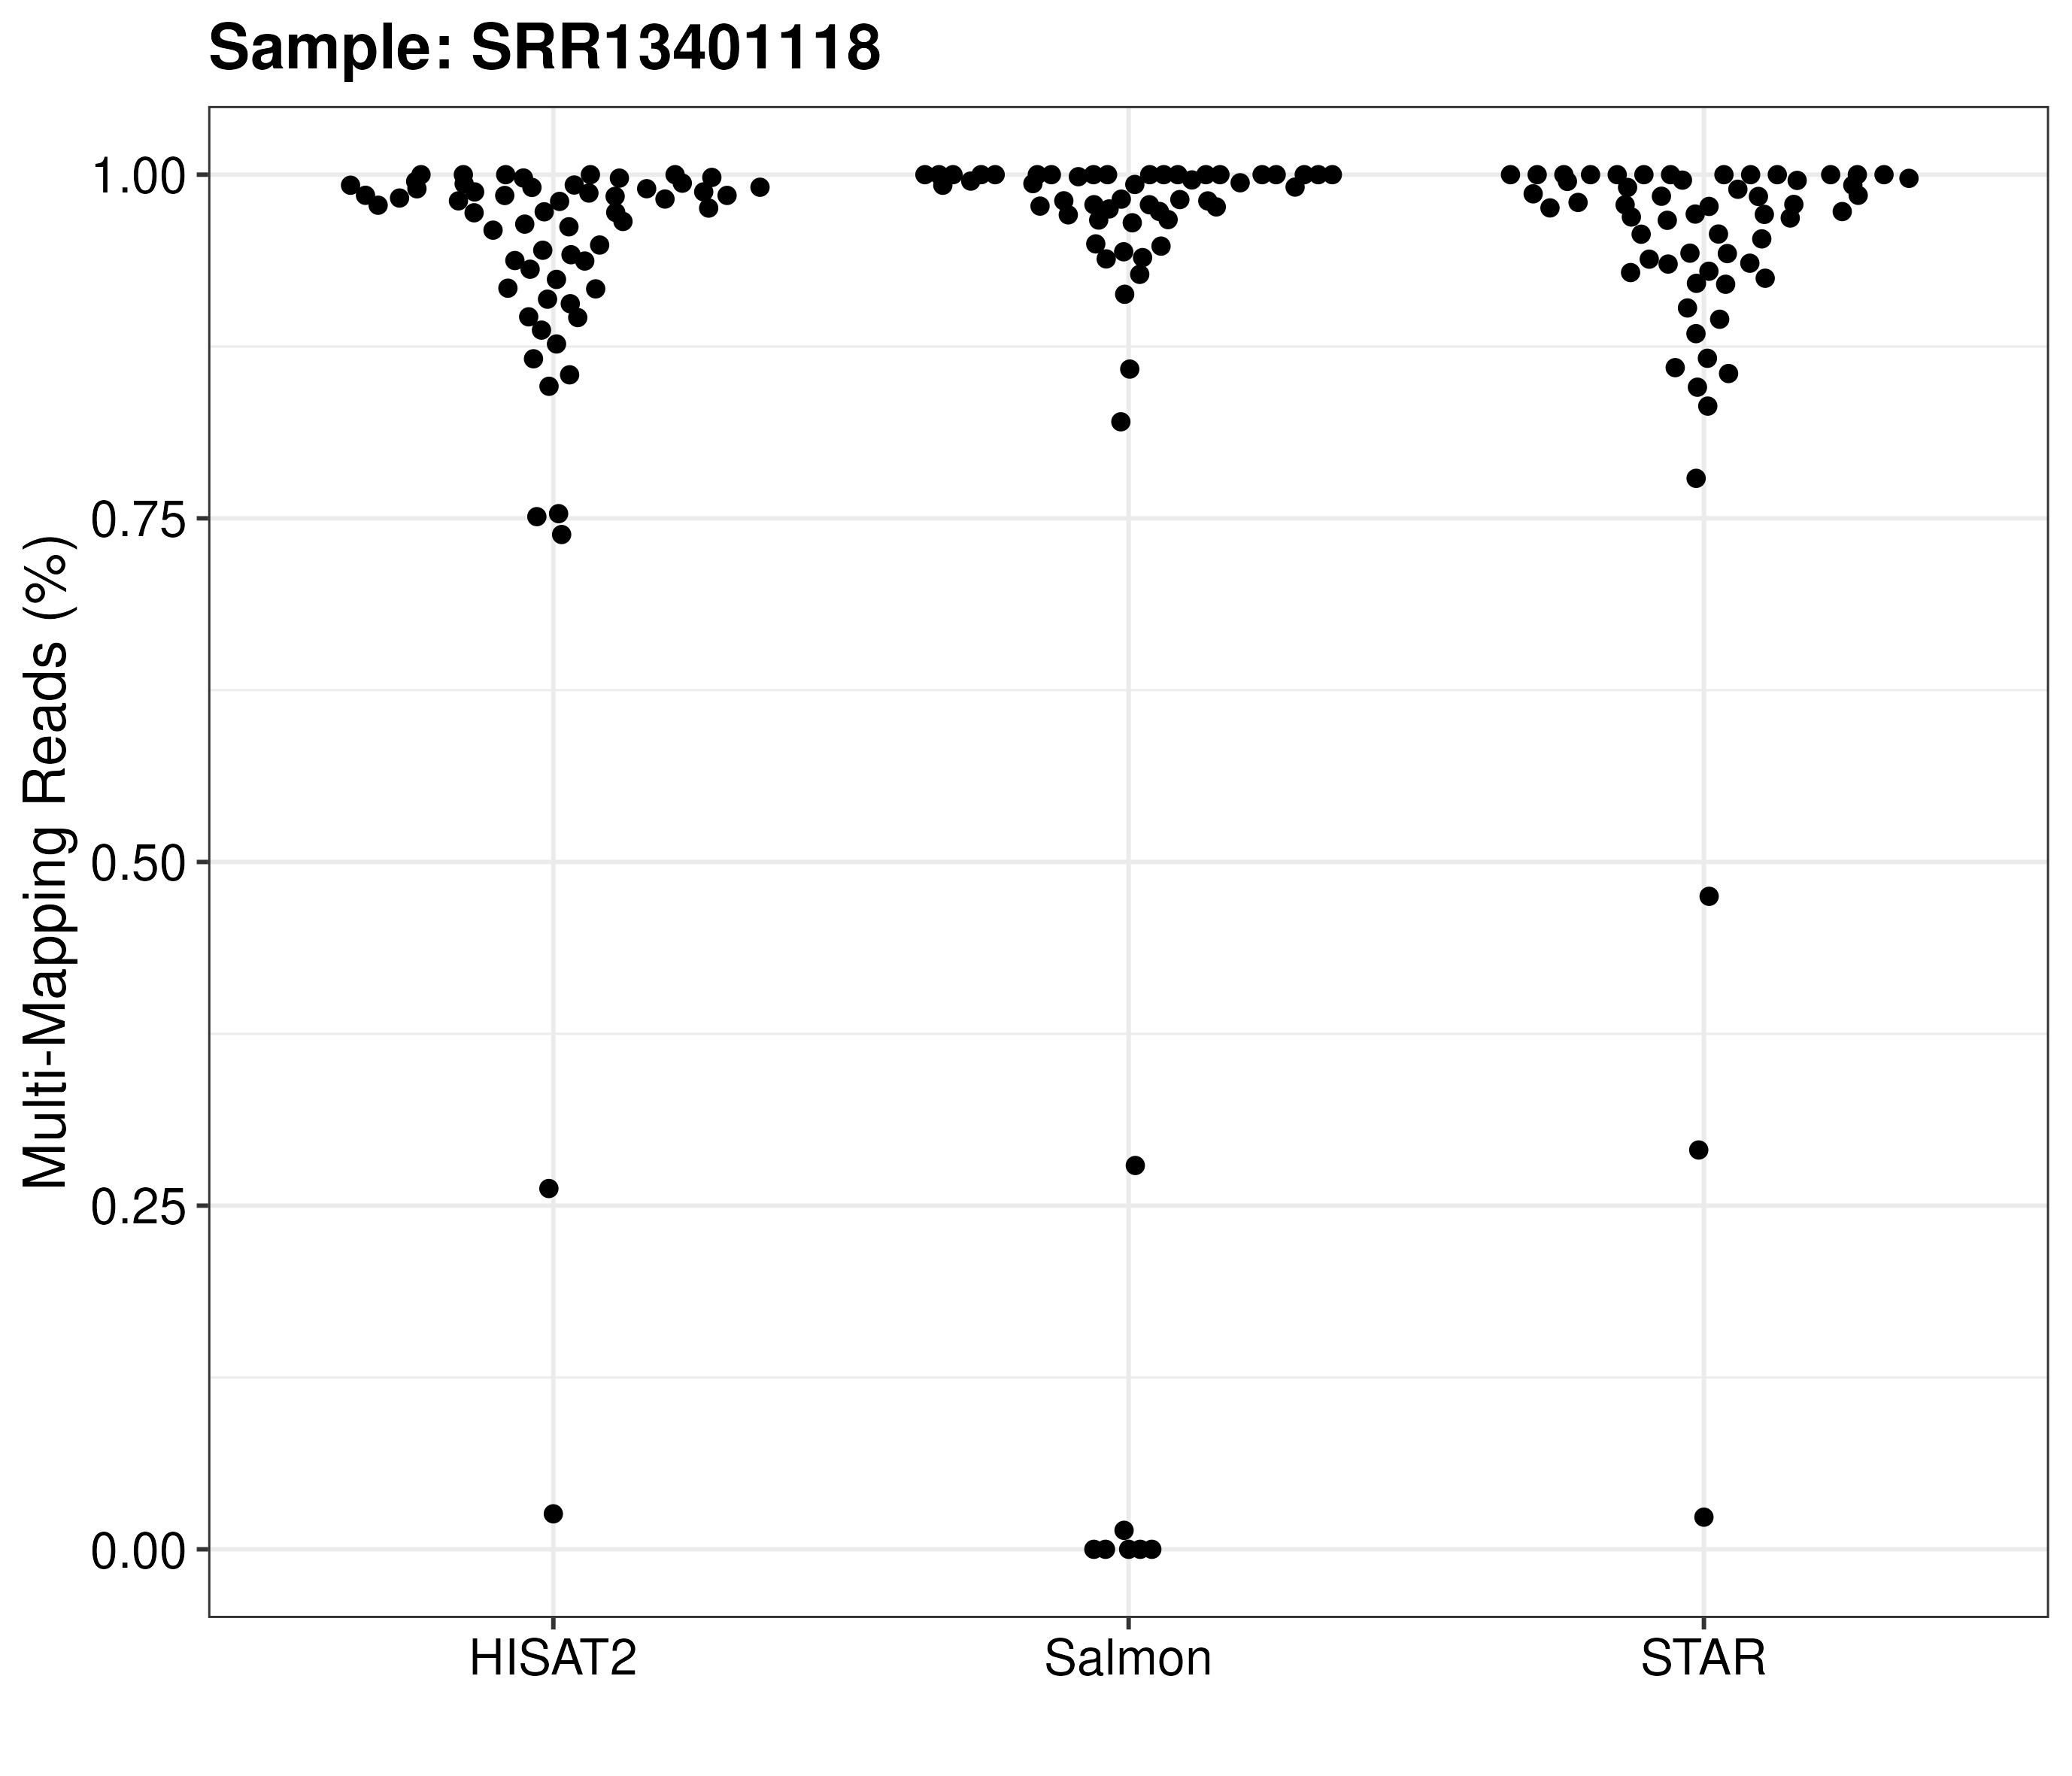 Sample: SRR13401118
Multi-Mapping Reads (%)
1.00
0.75
0.50
0.25
0.00
HISAT2
Salmon
STAR